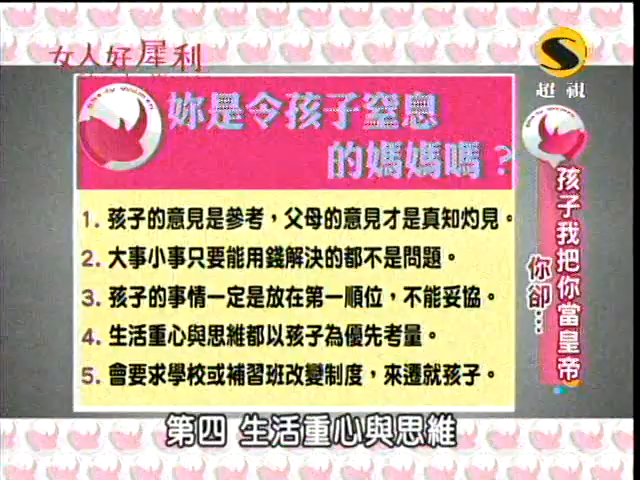 女人好犀利
S
超視
妳是令孩子窒息
的媽媽嗎？
1. 孩子的意見是參考，父母的意見才是真知灼見。
2. 大事小事只要能用錢解決的都不是問題。
3. 孩子的事情一定是放在第一順位，不能妥協。
4. 生活重心與思維都以孩子為優先考量。
5. 會要求學校或補習班改變制度，來遷就孩子。
孩子我把你當皇帝
你卻…
第四 生活重心與思維